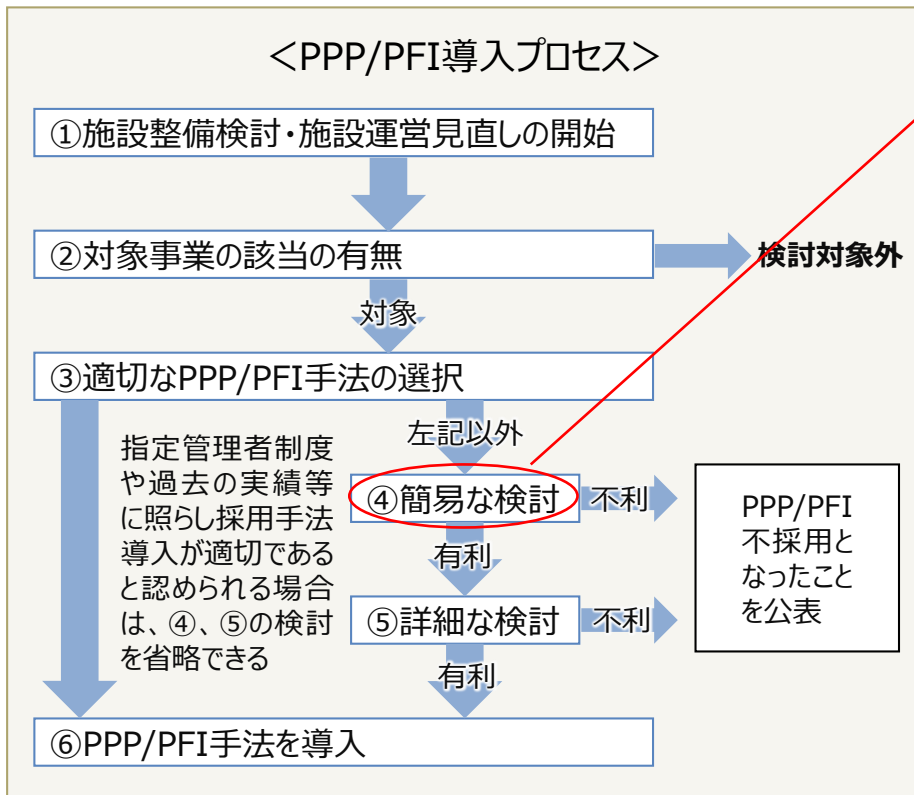 ＜PPP/PFI導入プロセス＞
①施設整備検討・施設運営見直しの開始
②対象事業の該当の有無
検討対象外
対象
③適切なPPP/PFI手法の選択
指定管理者制度
や過去の実績等
に照らし採用手法
導入が適切である
と認められる場合
は、④、⑤の検討
を省略できる
左記以外
④簡易な検討
不利
有利
⑤詳細な検討
不利
有利
PPP/PFI
不採用と
なったこと
を公表
⑥PPP/PFI手法を導入